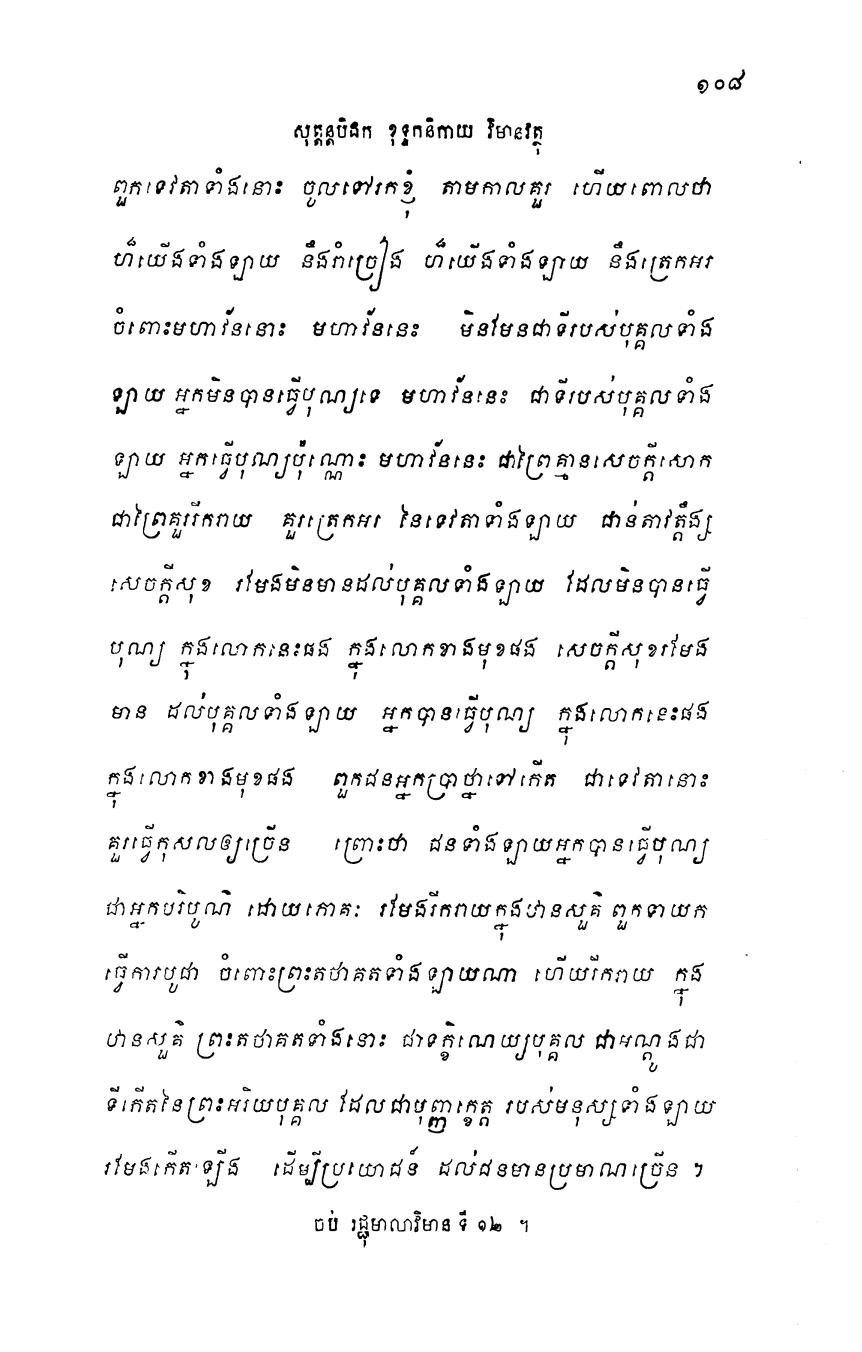 ១០៨
សុត្តន្តបិដក ខុទ្ទកនិកាយ វិមានវត្ថុ
ពួកទេវតាទាំងនោះ ចូលទៅរកខ្ញុំ តាមកាលគួរ ហើយពោលថា
ហ៏យើងទាំងឡាយ នឹងរាំច្រៀង ហ៏យើងទាំងឡាយ នឹងត្រេកអរ
ចំពោះមហាវ័ននោះ មហាវ័ននេះ មិនមែនជាទីរបស់បុគ្គលទាំង
ឡាយ អ្នកមិនបានធ្វើបុណ្យទេ មហាវ័ននេះ ជាទីរបស់បុគ្គលទាំង
ឡាយ អ្នកធ្វើបុណ្យប៉ុណ្ណោះ មហាវ័ននេះ ជាព្រៃគ្មានសេចក្តីសោក
ជាព្រៃគួររីករាយ គួរត្រេកអរ នៃទេវតាទាំងឡាយ ជាន់តាវត្តឹង្ស
សេចក្តីសុខ រមែងមិនមានដល់បុគ្គលទាំងឡាយ ដែលមិនបានធ្វើ
បុណ្យ ក្នុងលោកនេះផង ក្នុងលោកខាងមុខផង សេចក្តីសុខរមែង
មាន ដល់បុគ្គលទាំងឡាយ អ្នកបានធ្វើបុណ្យ ក្នុងលោកនេះផង
ក្នុងលោកខាងមុខផង ពួកជនអ្នកប្រាថ្នាទៅកើត ជាទេវតានោះ
គួរធ្វើកុសលឲ្យច្រើន ព្រោះថា ជនទាំងឡាយអ្នកបានធ្វើបុណ្យ
ជាអ្នកបរិបូណ៌ ដោយភោគៈ រមែងរីករាយក្នុងឋានសួគ៌ ពួកទាយក
ធ្វើការបូជា ចំពោះព្រះតថាគតទាំងឡាយណា ហើយរីករាយ ក្នុង
ឋានសួគ៌ ព្រះតថាគតទាំងនោះ ជាទក្ខិណេយ្យបុគ្គល ជាអណ្តូងជា
ទីកើតនៃព្រះអរិយបុគ្គល ដែលជាបុញ្ញាក្ខេត្ត របស់មនុស្សទាំងឡាយ
រមែងកើតឡើង ដើម្បីប្រយោជន៍ ដល់ជនមានប្រមាណច្រើន ។
ចប់ រជ្ជុមាលាវិមាន ទី ១២ ។